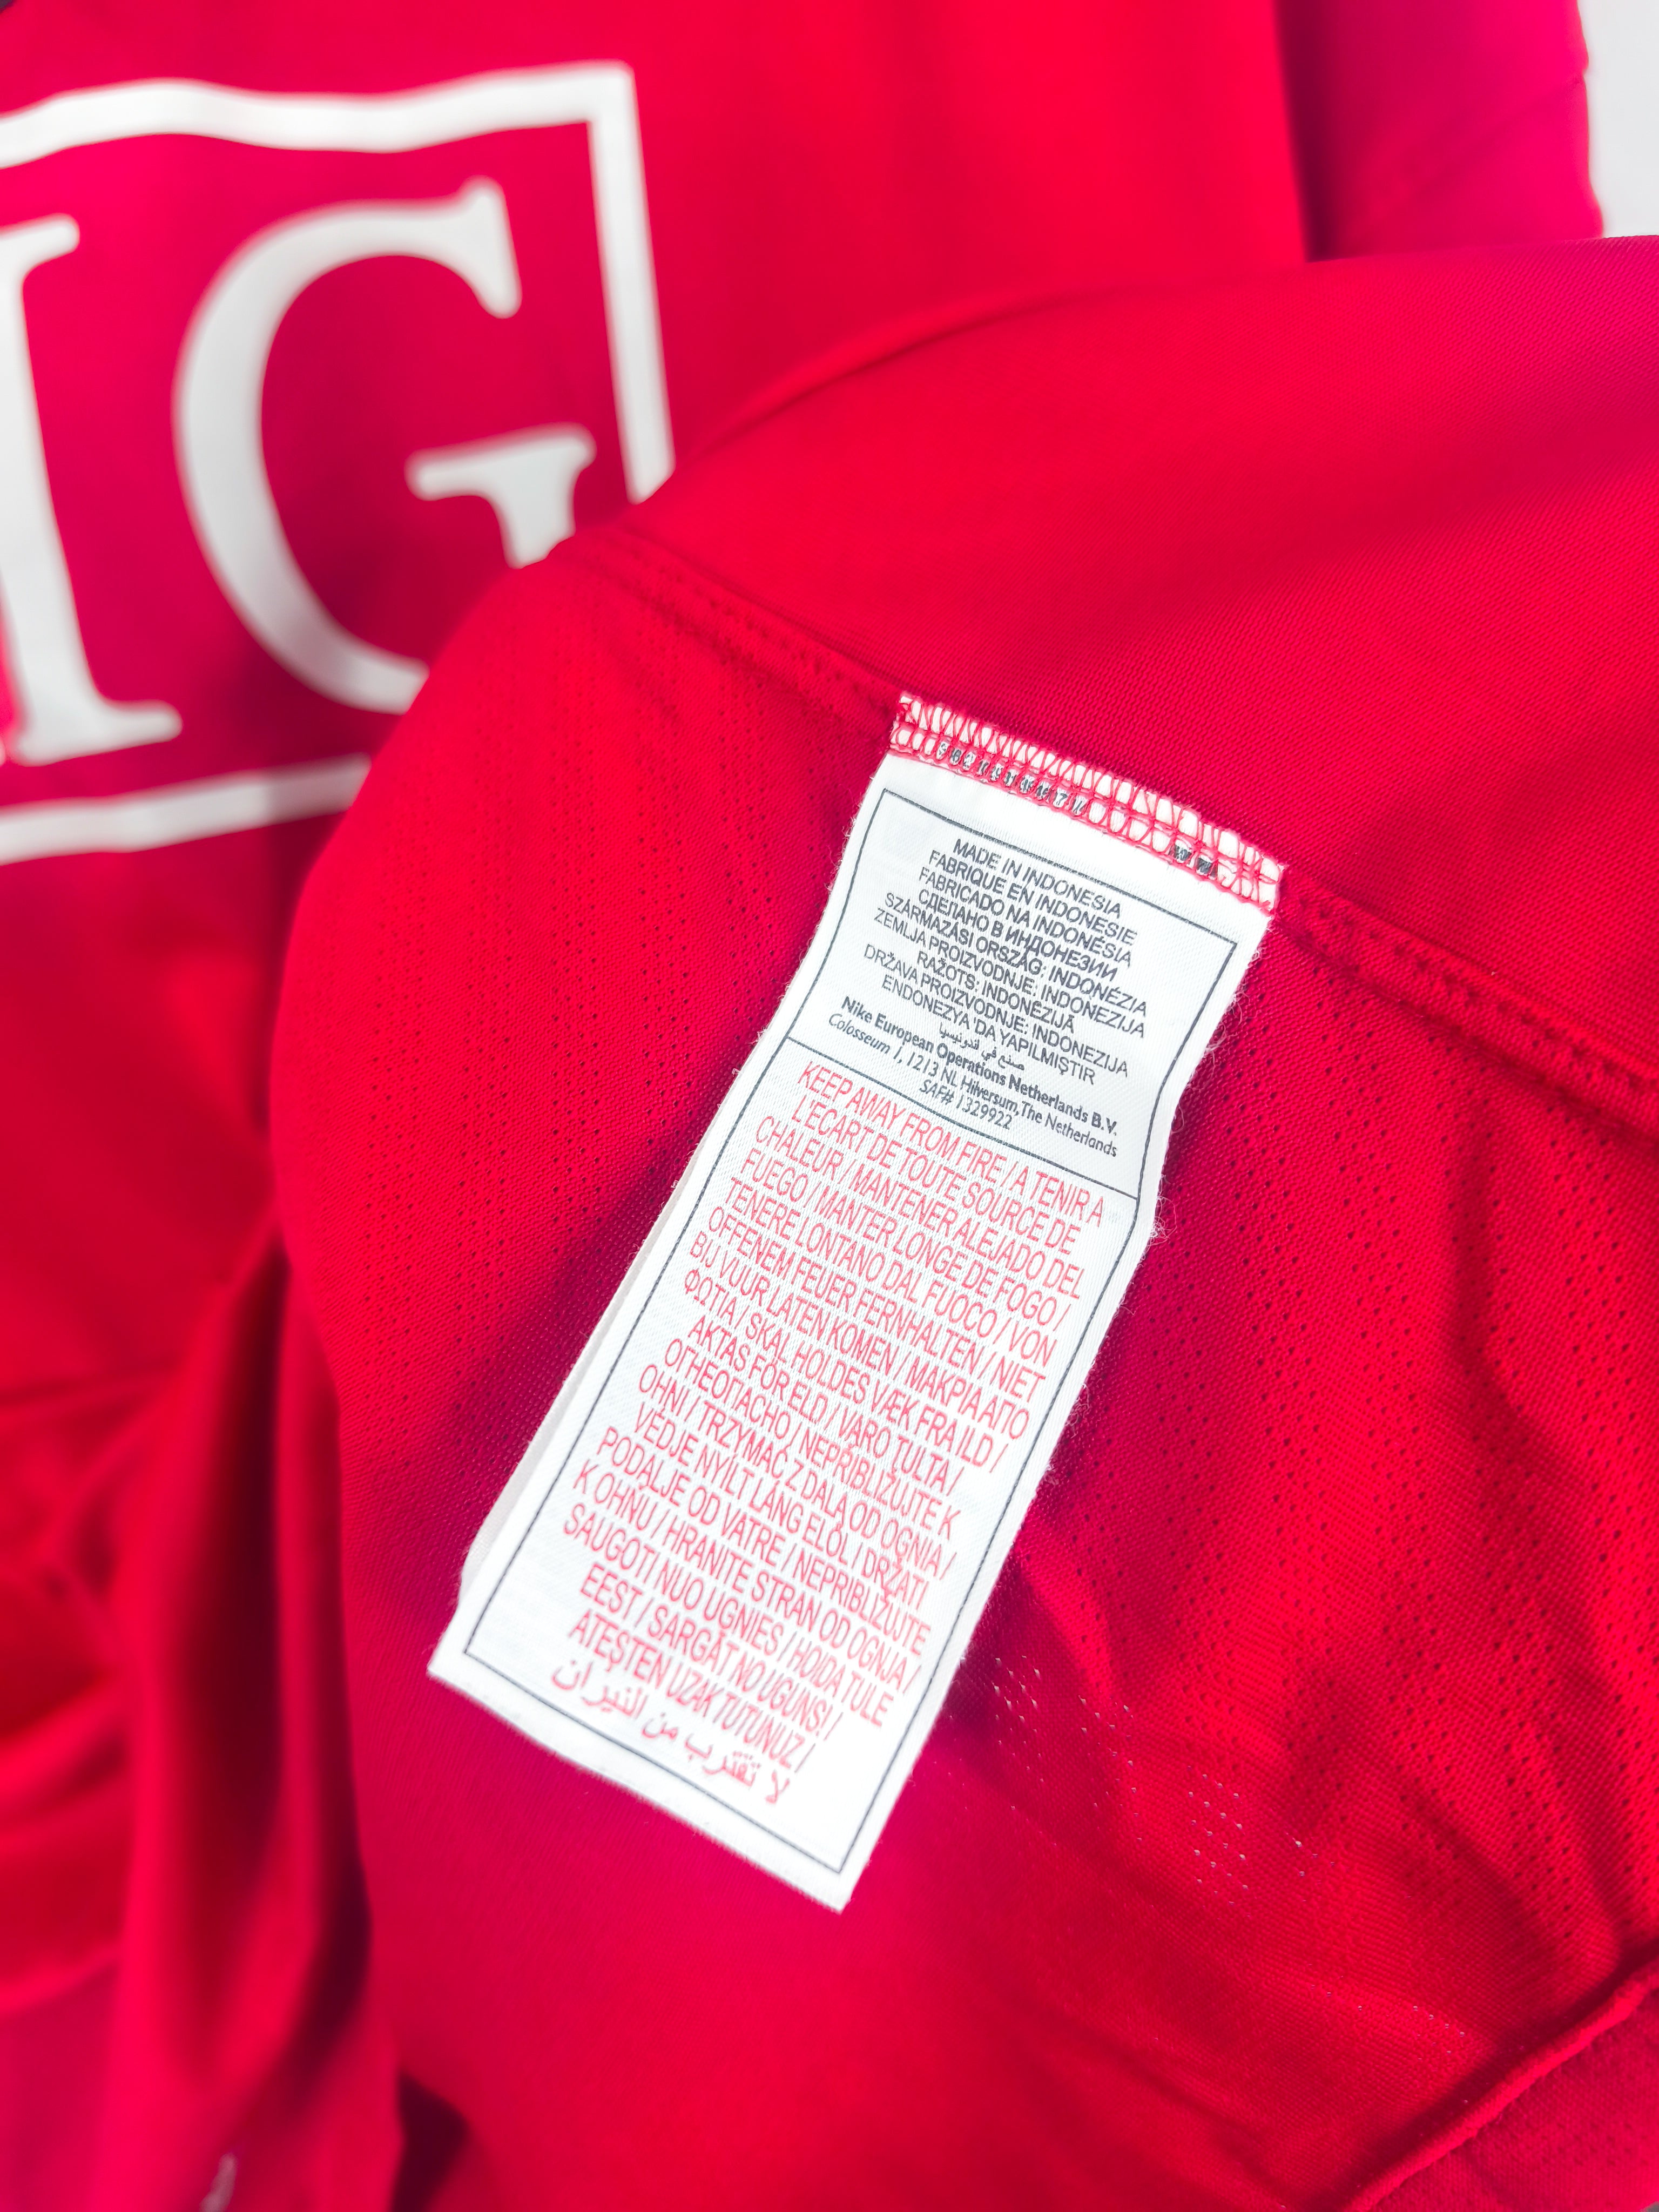 IG
MADE IN INDONESIA
FABRIQUE EN INDONESIE
FABRICADO NA INDONÉSIA
СДЕЛАНО В ИНДОНЕЗИИ
SZÁRMAZÁSI ORSZÁG: INDONÉZIA
ZEMLJA PROIZVODNJE: INDONEZIJA
RAŽOTS: INDONĒZIJĀ
DRŽAVA PROIZVODNJE: INDONEZIJA
ENDONEZYA'DA YAPILMIŞTIR
صنع في اندونيسيا
Nike European Operations Netherlands B.V.
Colosseum 1, 1213 NL Hilversum, The Netherlands
SAF# 1329922
KEEP AWAY FROM FIRE / A TENIR A
L'ECART DE TOUTE SOURCE DE
CHALEUR / MANTENER ALEJADO DEL
FUEGO / MANTER LONGE DE FOGO /
TENERE LONTANO DAL FUOCO / VON
OFFENEM FEUER FERNHALTEN / NIET
BIJ VUUR LATEN KOMEN / ΜΑΚΡΙΑ ΑΠΟ
ΦΩΤΙΑ / SKAL HOLDES VÆK FRA ILD /
AKTAS FÖR ELD / VARO TULTA /
ОГНЕОПАСНО / NEPŘIBLIŽUJTE K
OHNI / TRZYMAĆ Z DALA OD OGNIA /
VÉDJE NYÍLT LÁNG ELŐL / DRŽATI
PODALJE OD VATRE / NEPRIBLIŽUJTE
K OHŇU / HRANITE STRAN OD OGNJA /
SAUGOTI NUO UGNIES / HOIDA TULE
EEST / SARGĀT NO UGUNS! /
ATEŞTEN UZAK TUTUNUZ /
لا تقترب من النيران